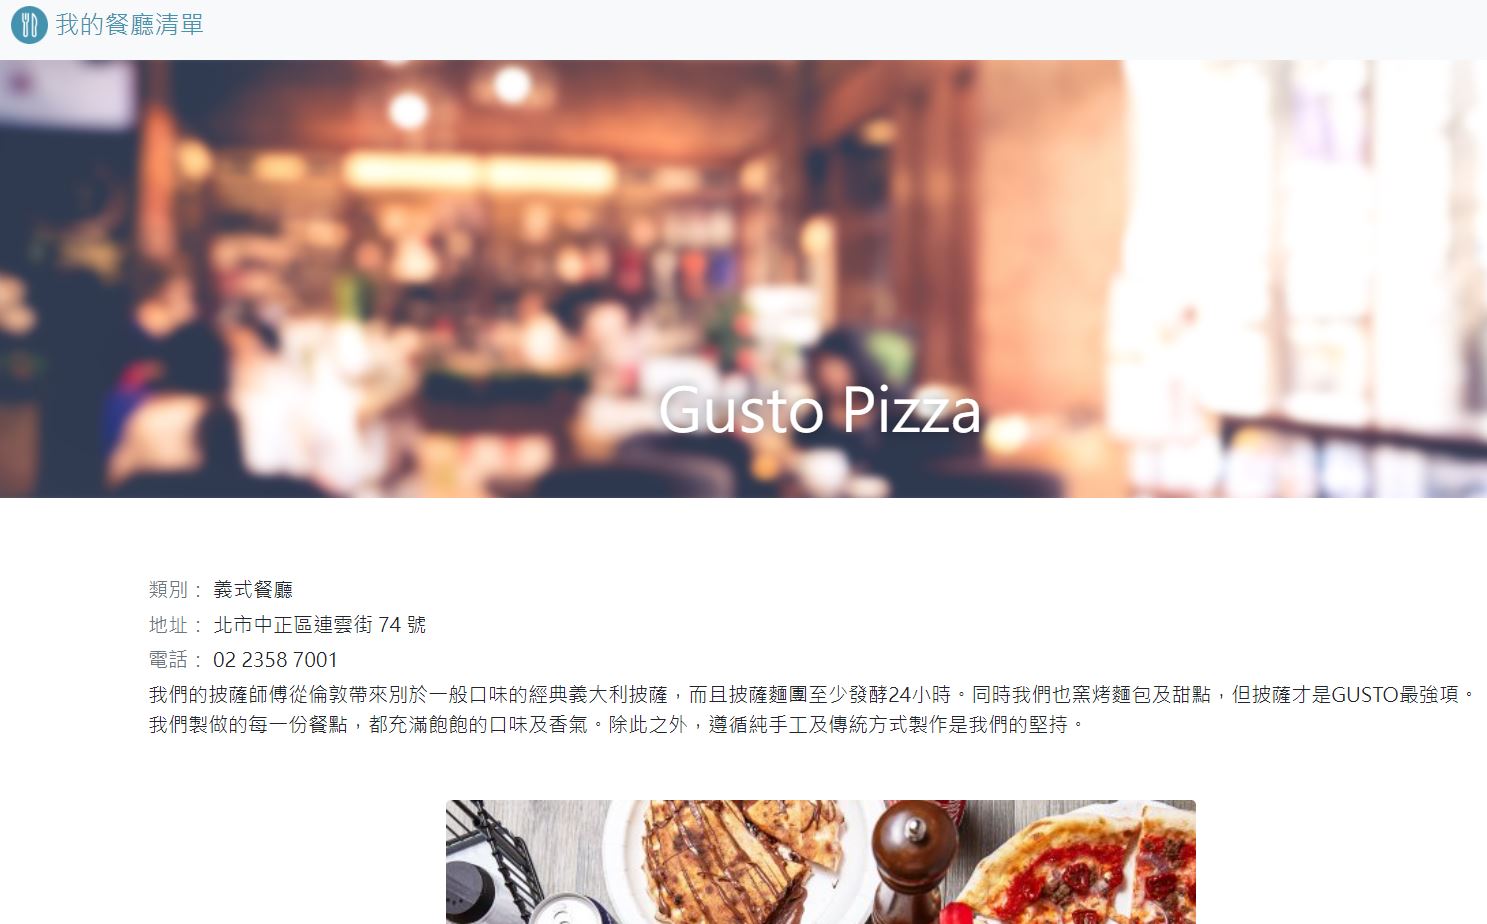 我的餐廳清單
Gusto Pizza
類別： 義式餐廳
地址： 北市中正區連雲街 74 號
電話： 02 2358 7001
我們的披薩師傅從倫敦帶來別於一般口味的經典義大利披薩，而且披薩麵團至少發酵24小時。同時我們也窯烤麵包及甜點，但披薩才是GUSTO最強項。
我們製做的每一份餐點，都充滿飽飽的口味及香氣。除此之外，遵循純手工及傳統方式製作是我們的堅持。